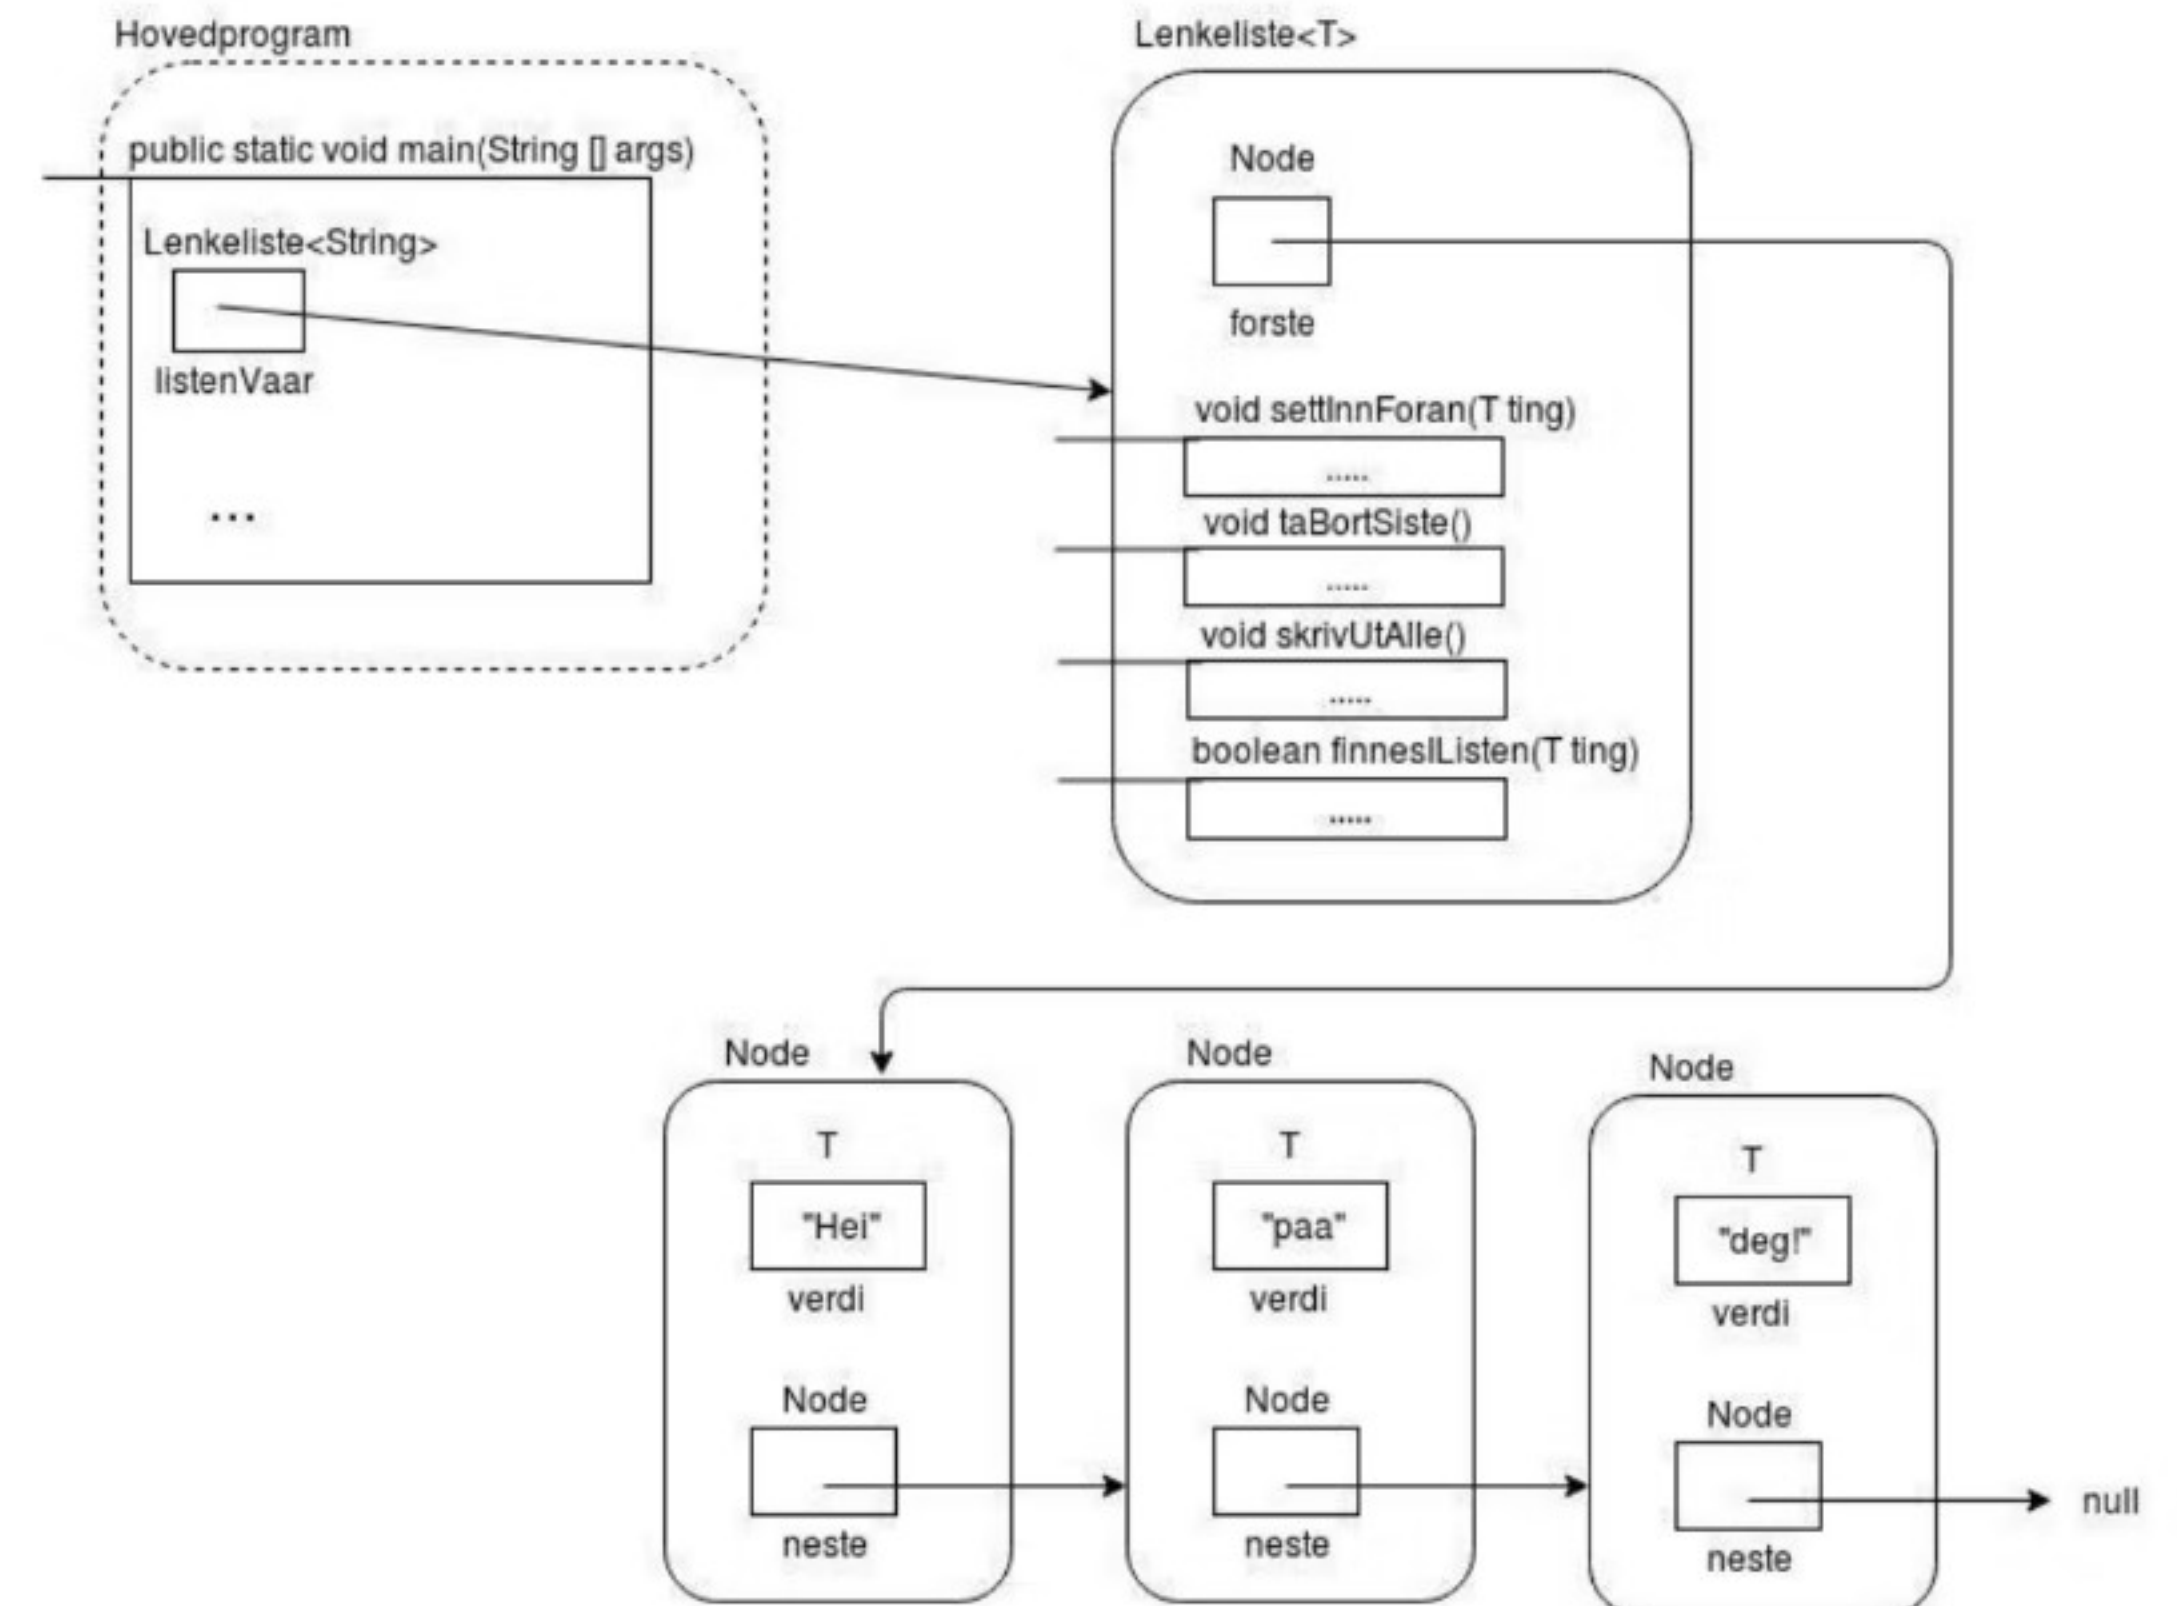 Hovedprogram
public static void main(String [] args)
Lenkeliste<String>
listenVaar
...
Lenkeliste<T>
Node
forste
void settInnForan(T ting)
.....
void taBortSiste()
.....
void skrivUtAlle()
.....
boolean finnesIListen(T ting)
.....
Node
T
"Hei"
verdi
Node
neste
Node
T
"paa"
verdi
Node
neste
Node
T
"deg!"
verdi
Node
neste
null